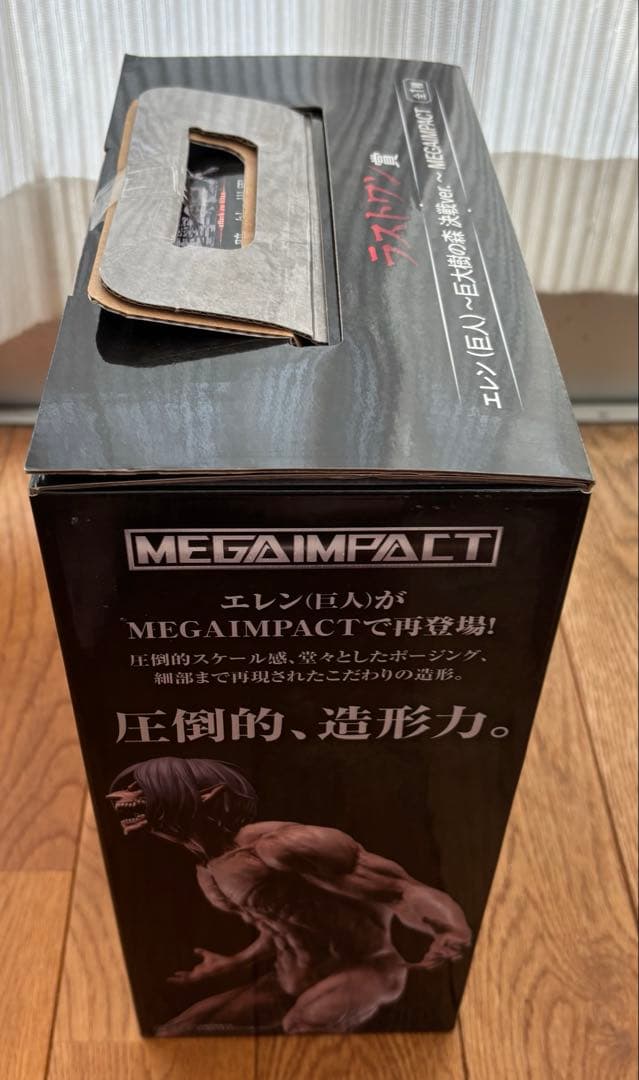 ラストワン賞
エレン(巨人)～巨大樹の森 決戦ver.～ MEGAIMPACT 全1種
MEGAIMPACT
エレン(巨人)が
MEGAIMPACTで再登場!
圧倒的スケール感、堂々としたポージング、
細部まで再現されたこだわりの造形。
圧倒的、造形力。